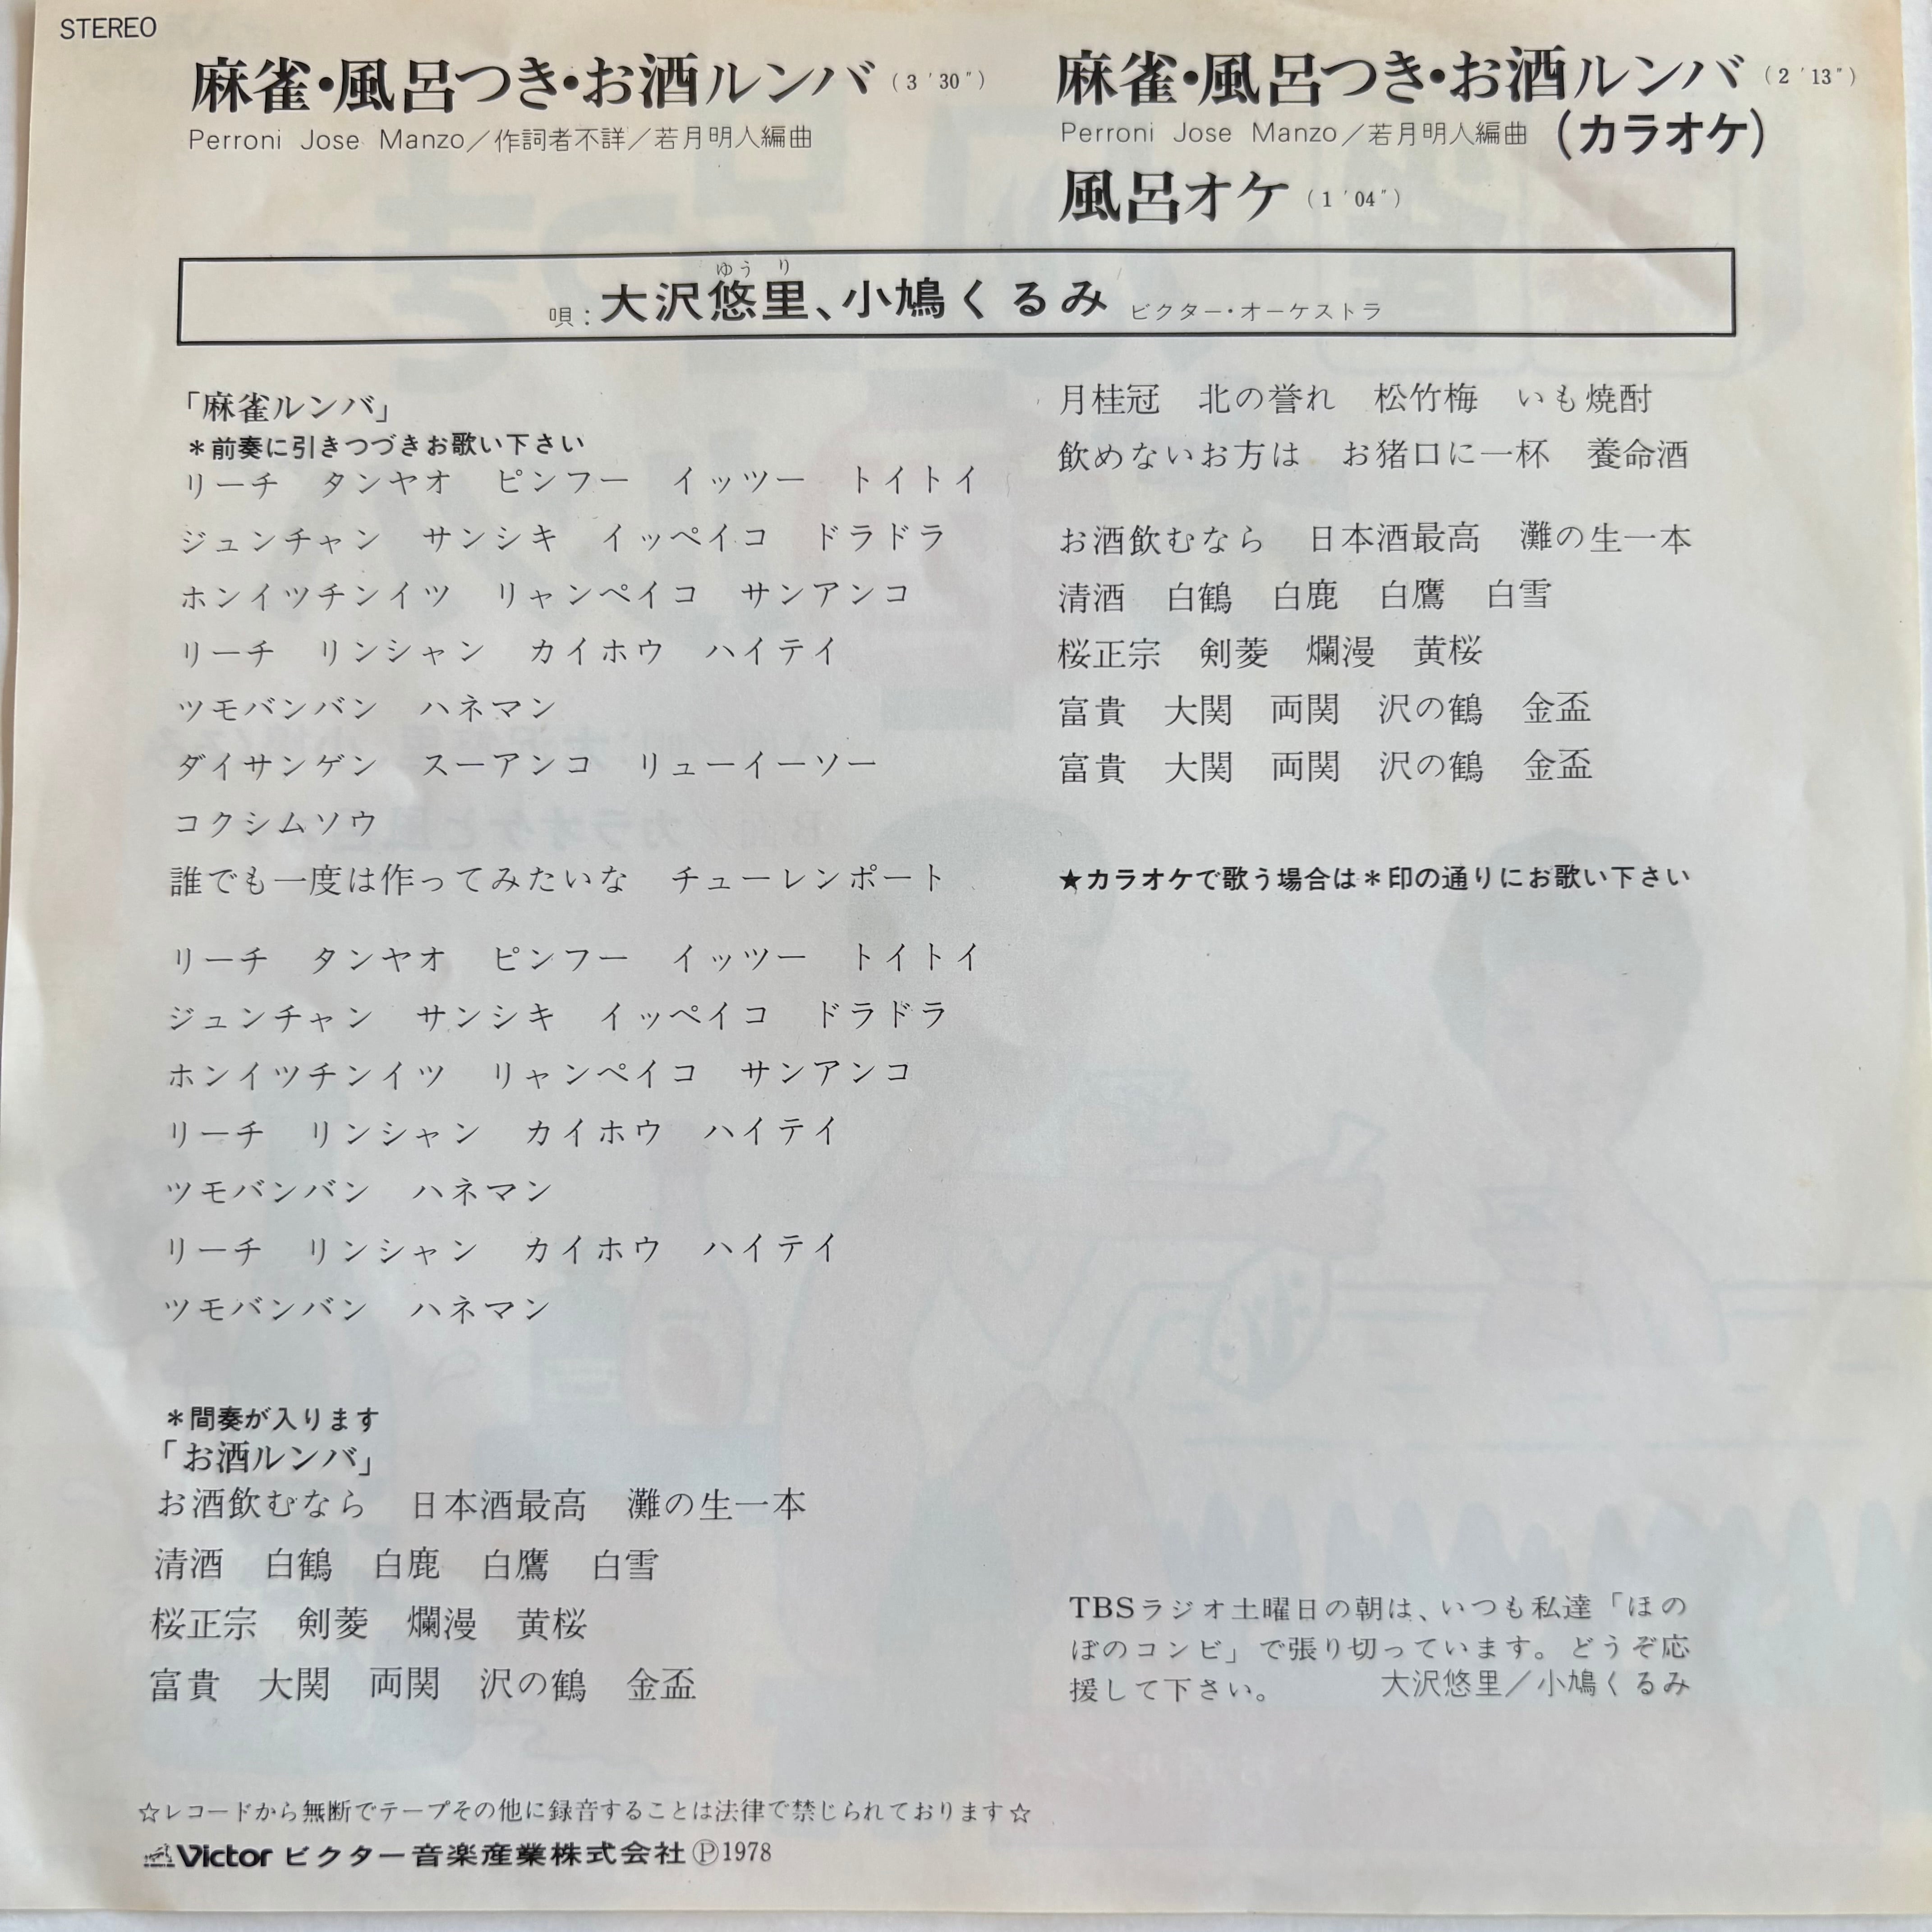 STEREO
麻雀・風呂つき・お酒ルンバ（3′30″）
Perroni Jose Manzo／作詞者不詳／若月明人編曲
麻雀・風呂つき・お酒ルンバ（2′13″）
Perroni Jose Manzo／若月明人編曲 (カラオケ)
風呂オケ（1′04″）
ゆう り
唄：大沢悠里、小鳩くるみ ビクター・オーケストラ
「麻雀ルンバ」
＊前奏に引きつづきお歌い下さい
リーチ　タンヤオ　ピンフー　イッツー　トイトイ
ジュンチャン　サンシキ　イッペイコ　ドラドラ
ホンイツチンイツ　リャンペイコ　サンアンコ
リーチ　リンシャン　カイホウ　ハイテイ
ツモバンバン　ハネマン
ダイサンゲン　スーアンコ　リューイーソー
コクシムソウ
誰でも一度は作ってみたいな　チューレンポート
リーチ　タンヤオ　ピンフー　イッツー　トイトイ
ジュンチャン　サンシキ　イッペイコ　ドラドラ
ホンイツチンイツ　リャンペイコ　サンアンコ
リーチ　リンシャン　カイホウ　ハイテイ
ツモバンバン　ハネマン
リーチ　リンシャン　カイホウ　ハイテイ
ツモバンバン　ハネマン
＊間奏が入ります
「お酒ルンバ」
お酒飲むなら　日本酒最高　灘の生一本
清酒　白鶴　白鹿　白鷹　白雪
桜正宗　剣菱　爛漫　黄桜
富貴　大関　両関　沢の鶴　金盃
月桂冠　北の誉れ　松竹梅　いも焼酎
飲めないお方は　お猪口に一杯　養命酒
お酒飲むなら　日本酒最高　灘の生一本
清酒　白鶴　白鹿　白鷹　白雪
桜正宗　剣菱　爛漫　黄桜
富貴　大関　両関　沢の鶴　金盃
富貴　大関　両関　沢の鶴　金盃
★カラオケで歌う場合は＊印の通りにお歌い下さい
TBSラジオ土曜日の朝は、いつも私達「ほの
ぼのコンビ」で張り切っています。どうぞ応
援して下さい。　大沢悠里／小鳩くるみ
☆レコードから無断でテープその他に録音することは法律で禁じられております☆
Victor ビクター音楽産業株式会社 Ⓟ1978